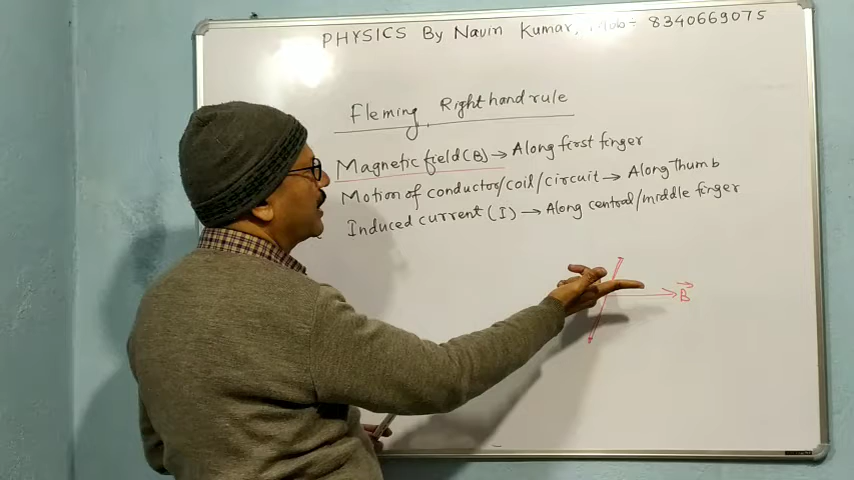 PHYSICS By Navin Kumar, Mob÷ 8340669075
Fleming Right hand rule
Magnetic field (B) → Along first finger
Motion of conductor/coil/circuit → Along Thumb
Induced current (I) → Along central/middle finger
B